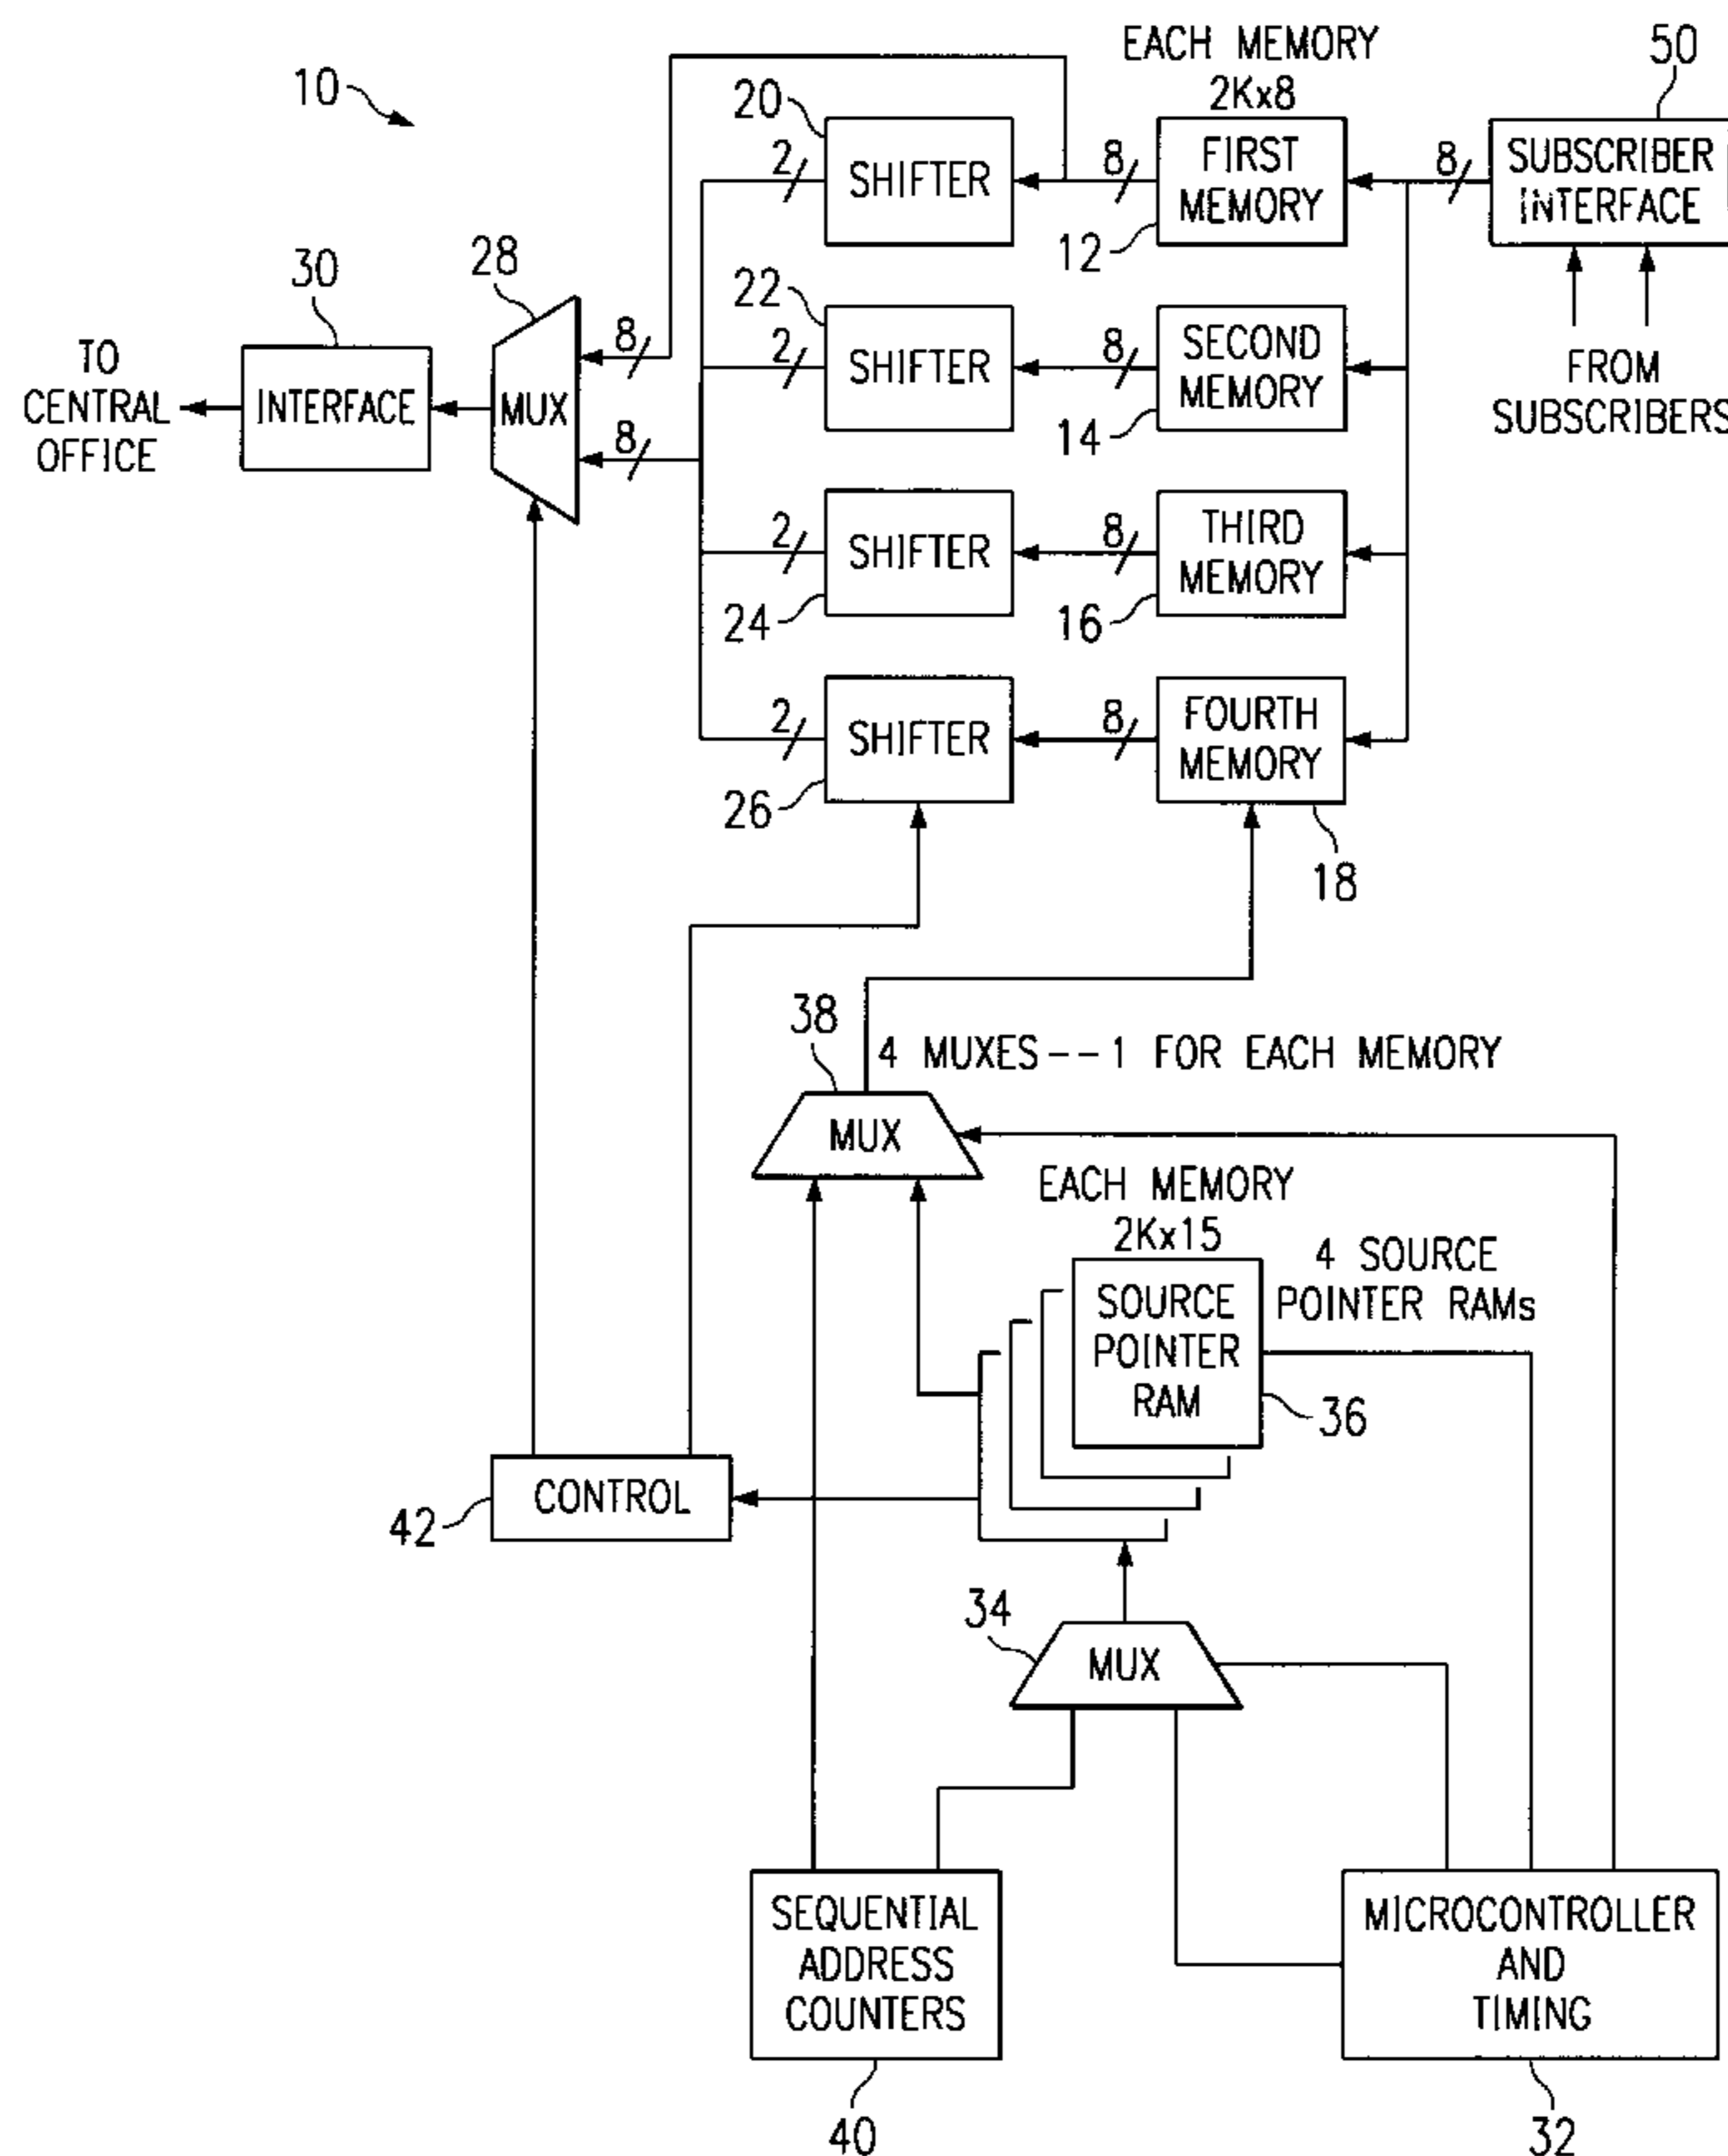 EACH MEMORY
2Kx8
50
10
20
2
SHIFTER
8
FIRST
MEMORY
12
8
SUBSCRIBER
INTERFACE
30
28
22
2
SHIFTER
8
SECOND
MEMORY
14
FROM
SUBSCRIBERS
TO
CENTRAL
OFFICE
INTERFACE
MUX
8
8
2
SHIFTER
24
8
THIRD
MEMORY
16
2
SHIFTER
26
8
FOURTH
MEMORY
18
38
4 MUXES--1 FOR EACH MEMORY
MUX
EACH MEMORY
2Kx15
4 SOURCE
POINTER RAMs
SOURCE
POINTER
RAM
36
CONTROL
42
34
MUX
SEQUENTIAL
ADDRESS
COUNTERS
40
MICROCONTROLLER
AND
TIMING
32